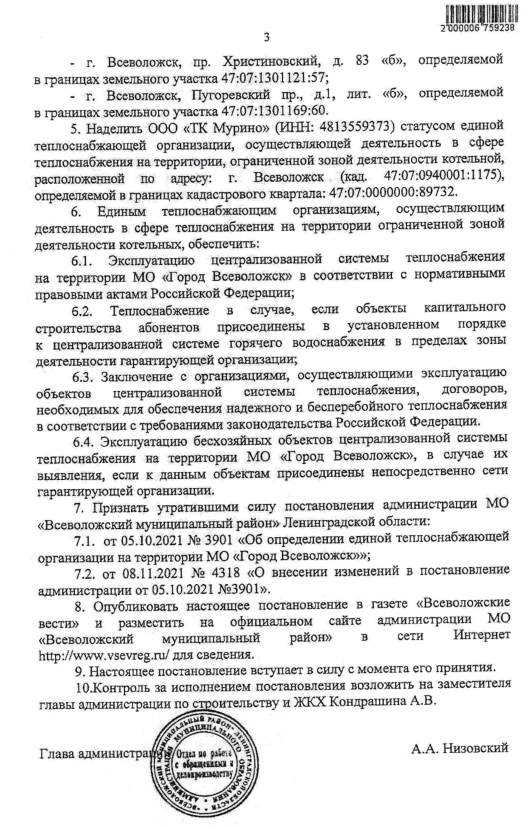 2000006 759238
3
- г. Всеволожск, пр. Христиновский, д. 83 «б», определяемой
в границах земельного участка 47:07:1301121:57;
- г. Всеволожск, Пугоревский пр., д.1, лит. «б», определяемой
в границах земельного участка 47:07:1301169:60.
5. Наделить ООО «ТК Мурино» (ИНН: 4813559373) статусом единой
теплоснабжающей организации, осуществляющей деятельность в сфере
теплоснабжения на территории, ограниченной зоной деятельности котельной,
расположенной по адресу: г. Всеволожск (кад. 47:07:0940001:1175),
определяемой в границах кадастрового квартала: 47:07:0000000:89732.
6. Единым теплоснабжающим организациям, осуществляющим
деятельность в сфере теплоснабжения на территории ограниченной зоной
деятельности котельных, обеспечить:
6.1. Эксплуатацию централизованной системы теплоснабжения
на территории МО «Город Всеволожск» в соответствии с нормативными
правовыми актами Российской Федерации;
6.2. Теплоснабжение в случае, если объекты капитального
строительства абонентов присоединены в установленном порядке
к централизованной системе горячего водоснабжения в пределах зоны
деятельности гарантирующей организации;
6.3. Заключение с организациями, осуществляющими эксплуатацию
объектов централизованной системы теплоснабжения, договоров,
необходимых для обеспечения надежного и бесперебойного теплоснабжения
в соответствии с требованиями законодательства Российской Федерации.
6.4. Эксплуатацию бесхозяйных объектов централизованной системы
теплоснабжения на территории МО «Город Всеволожск», в случае их
выявления, если к данным объектам присоединены непосредственно сети
гарантирующей организации.
7. Признать утратившими силу постановления администрации МО
«Всеволожский муниципальный район» Ленинградской области:
7.1. от 05.10.2021 № 3901 «Об определении единой теплоснабжающей
организации на территории МО «Город Всеволожск»»;
7.2. от 08.11.2021 № 4318 «О внесении изменений в постановление
администрации от 05.10.2021 №3901».
8. Опубликовать настоящее постановление в газете «Всеволожские
вести» и разместить на официальном сайте администрации МО
«Всеволожский муниципальный район» в сети Интернет
http://www.vsevreg.ru/ для сведения.
9. Настоящее постановление вступает в силу с момента его принятия.
10.Контроль за исполнением постановления возложить на заместителя
главы администрации по строительству и ЖКХ Кондрашина А.В.
Глава администрации
А.А. Низовский
Отдел по работе
с обращениями и
делопроизводству